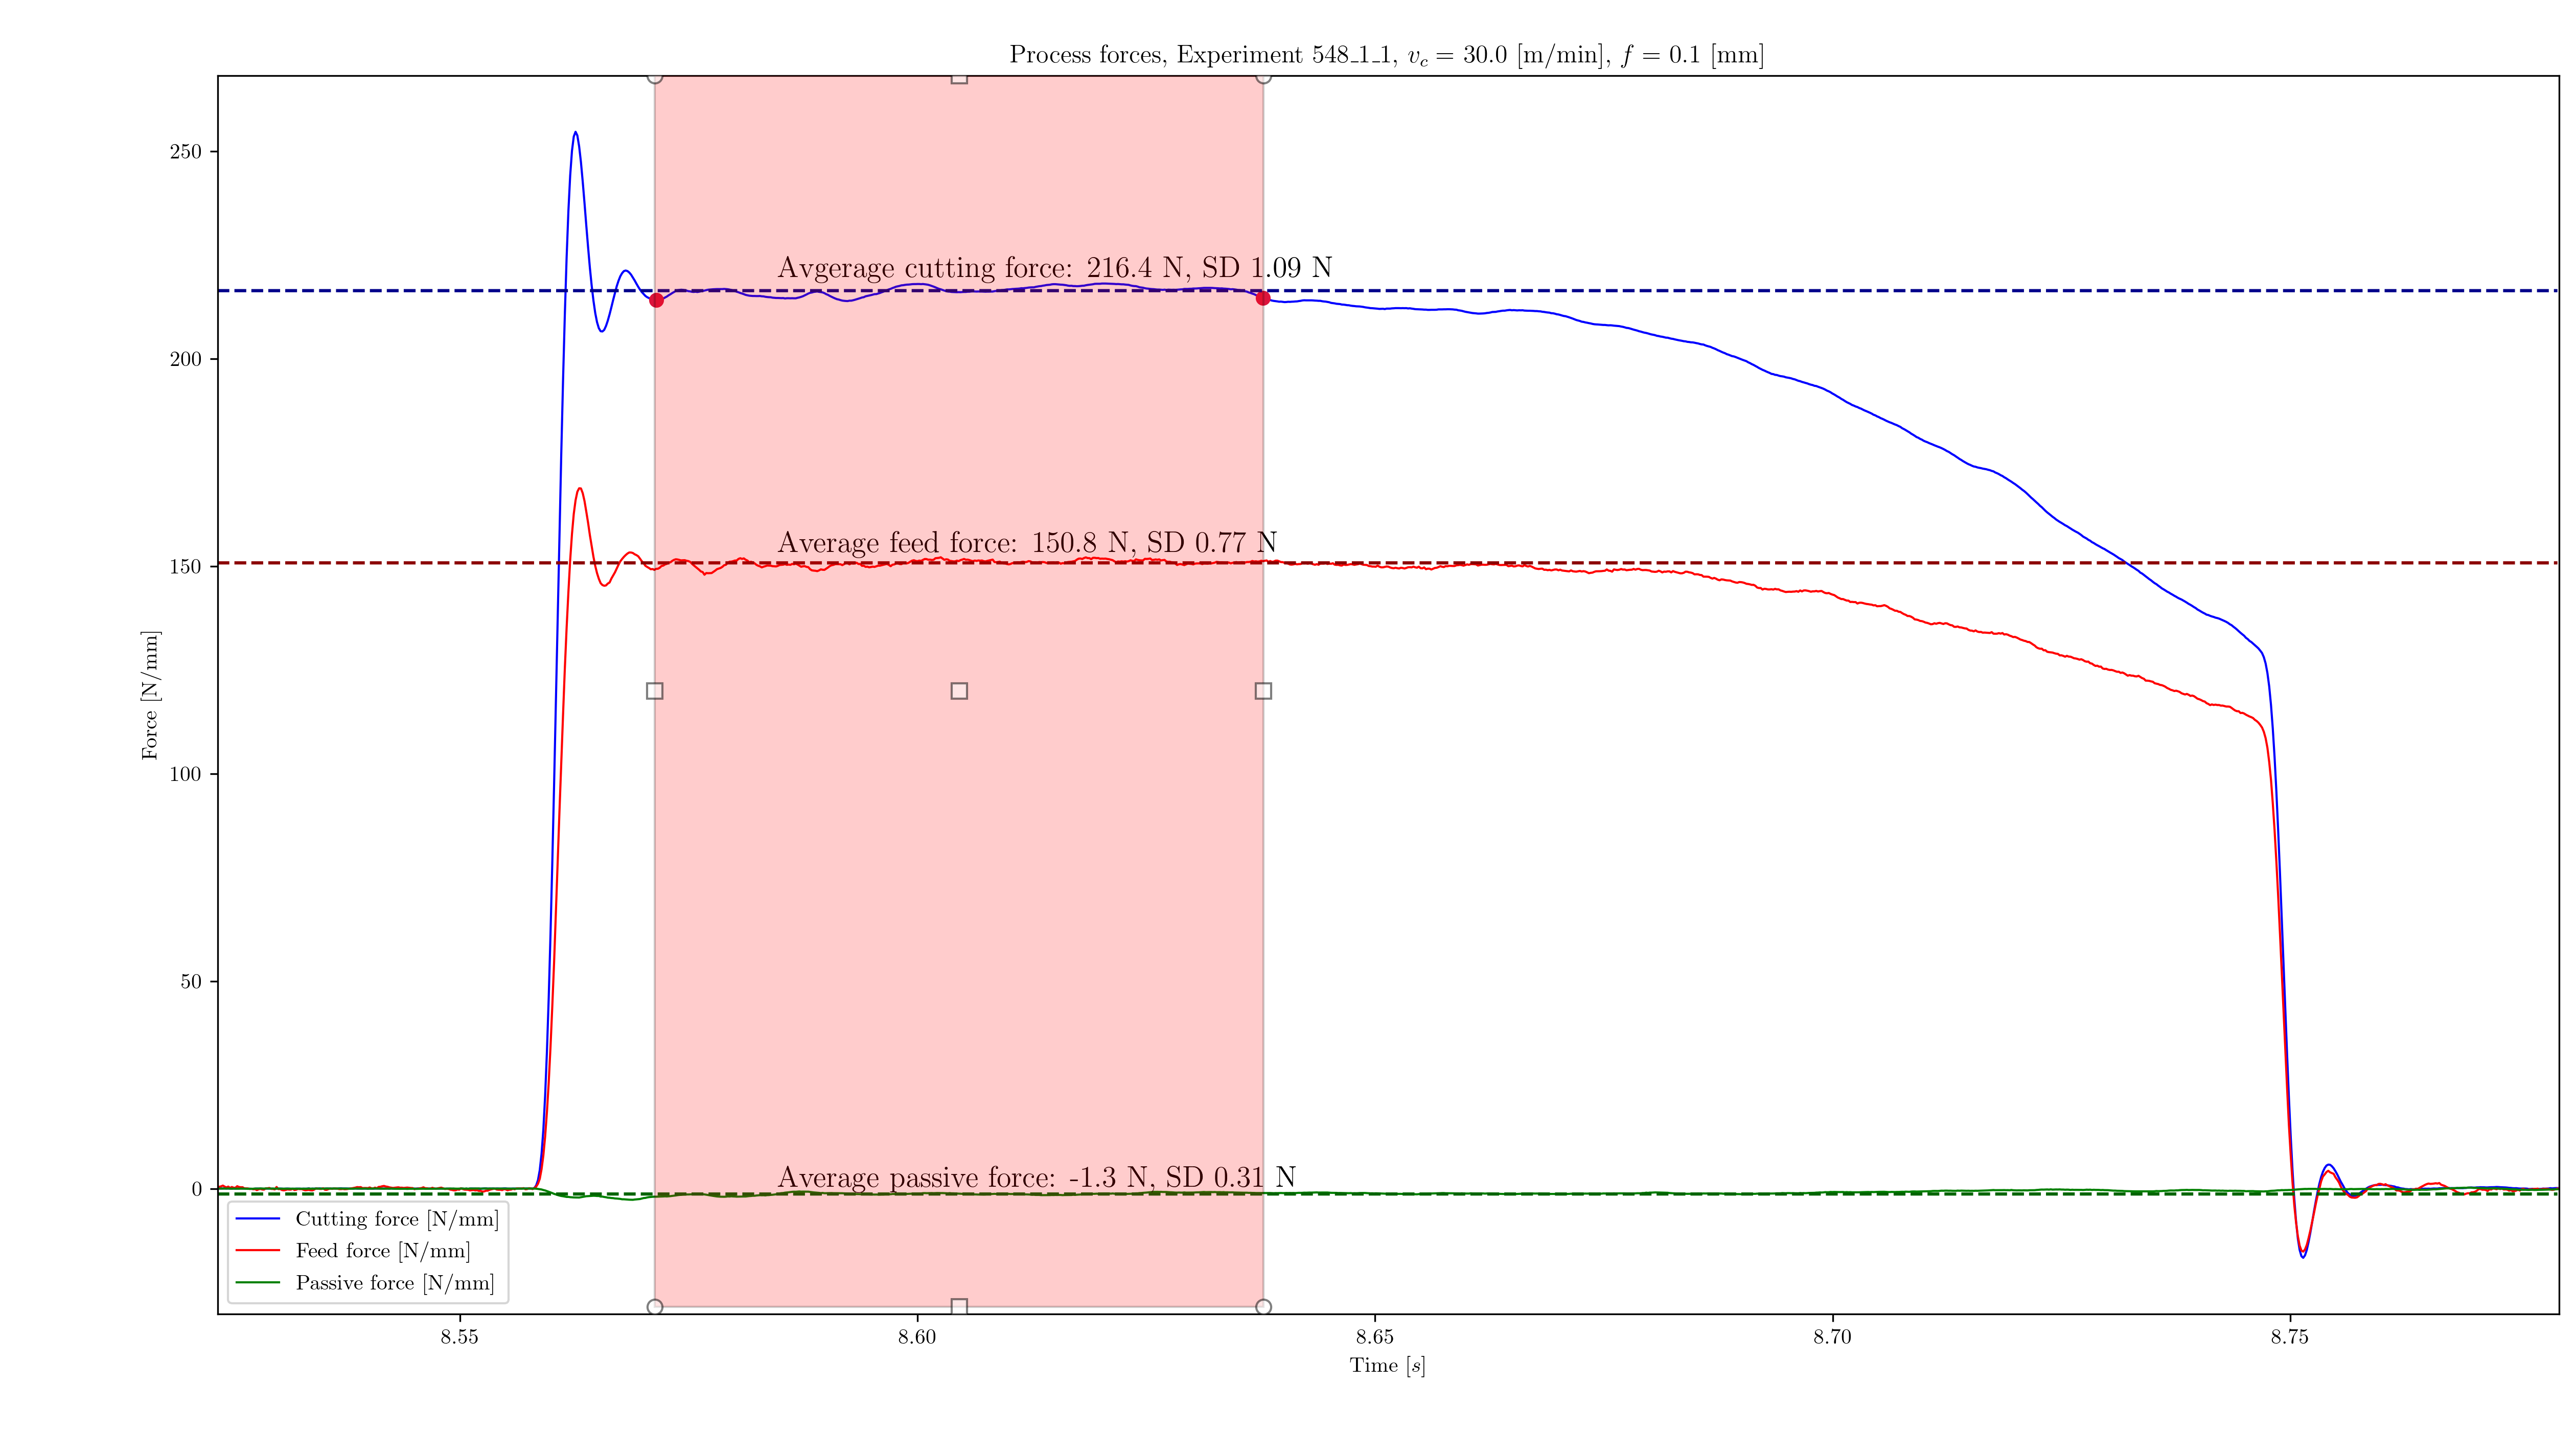 Process forces, Experiment 548_1_1, v_c = 30.0 [m/min], f = 0.1 [mm]
250
200
150
100
50
0
Force [N/mm]
Avgerage cutting force: 216.4 N, SD 1.09 N
Average feed force: 150.8 N, SD 0.77 N
Average passive force: -1.3 N, SD 0.31 N
Cutting force [N/mm]
Feed force [N/mm]
Passive force [N/mm]
8.55 8.60 8.65 8.70 8.75
Time [s]